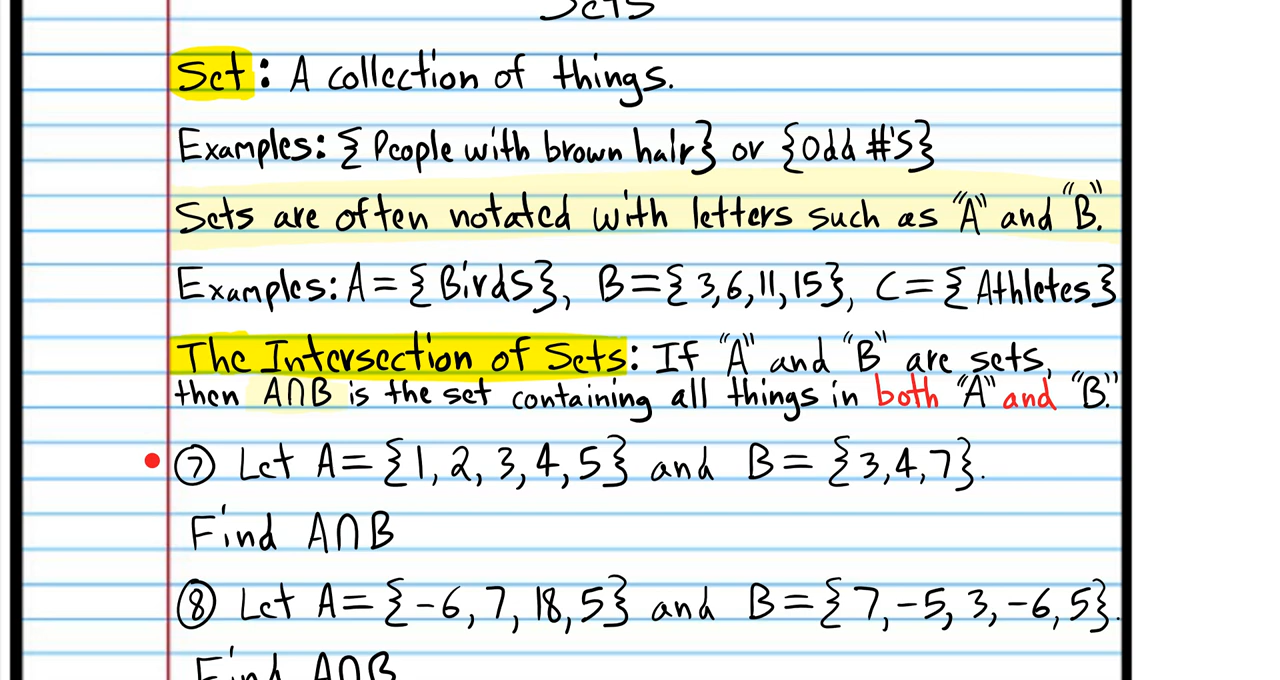 Sets
Set: A collection of things.
Examples: {People with brown hair} or {Odd #'s}
Sets are often notated with letters such as "A" and "B".
Examples: A = {Birds}, B = {3, 6, 11, 15}, C = {Athletes}
The Intersection of Sets: If "A" and "B" are sets,
then A∩B is the set containing all things in both "A" and "B."
⑦ Let A = {1, 2, 3, 4, 5} and B = {3, 4, 7}.
Find A∩B
⑧ Let A = {-6, 7, 18, 5} and B = {7, -5, 3, -6, 5}.
Find A∩B